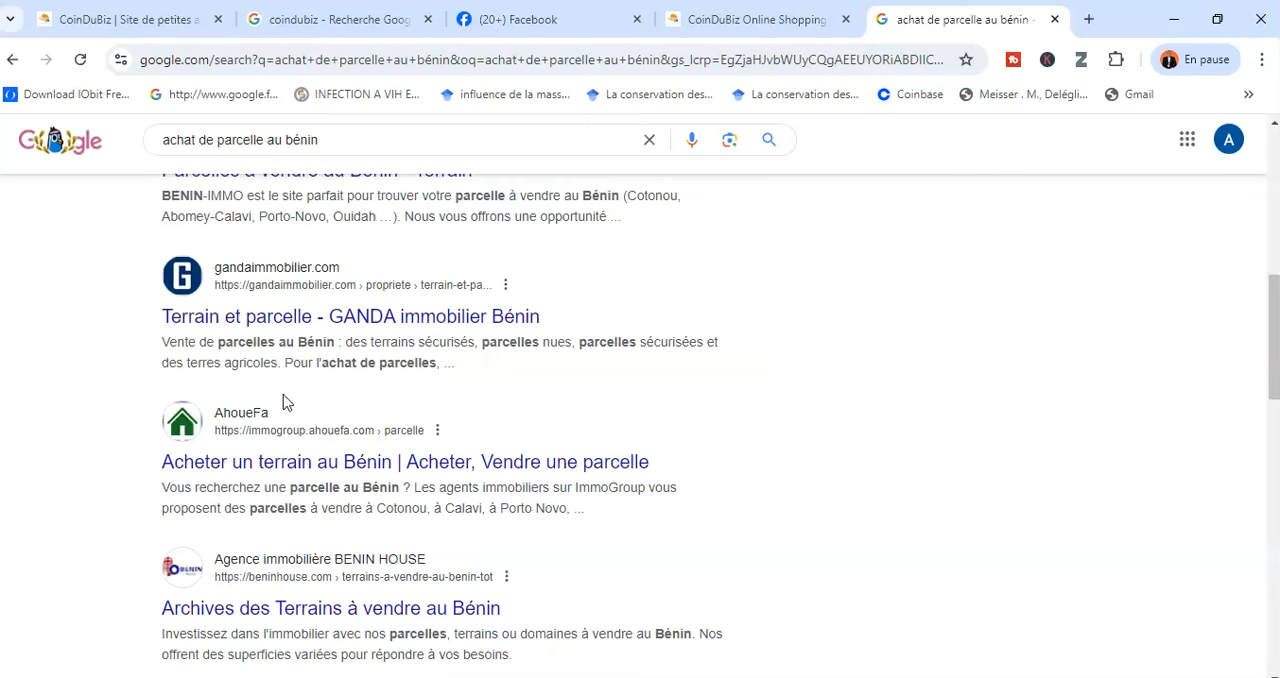 CoinDuBiz | Site de petites a
coindubiz - Recherche Goog
(20+) Facebook
CoinDuBiz Online Shopping
achat de parcelle au bénin -
google.com/search?q=achat+de+parcelle+au+bénin&oq=achat+de+parcelle+au+bénin&gs_lcrp=EgZjaHJvbWUyCQgAEEUYORiABDIIC...
En pause
Download IObit Fre...
http://www.google.f...
INFECTION A VIH E...
influence de la mass...
La conservation des...
La conservation des...
Coinbase
Meisser . M., Delégli...
Gmail
Google
achat de parcelle au bénin
A
Parcelles à vendre au Bénin - Terrain
BENIN-IMMO est le site parfait pour trouver votre parcelle à vendre au Bénin (Cotonou,
Abomey-Calavi, Porto-Novo, Ouidah ...). Nous vous offrons une opportunité ...
gandaimmobilier.com
https://gandaimmobilier.com › propriete › terrain-et-pa...
Terrain et parcelle - GANDA immobilier Bénin
Vente de parcelles au Bénin : des terrains sécurisés, parcelles nues, parcelles sécurisées et
des terres agricoles. Pour l'achat de parcelles, ...
AhoueFa
https://immogroup.ahouefa.com › parcelle
Acheter un terrain au Bénin | Acheter, Vendre une parcelle
Vous recherchez une parcelle au Bénin ? Les agents immobiliers sur ImmoGroup vous
proposent des parcelles à vendre à Cotonou, à Calavi, à Porto Novo, ...
Agence immobilière BENIN HOUSE
https://beninhouse.com › terrains-a-vendre-au-benin-tot
Archives des Terrains à vendre au Bénin
Investissez dans l'immobilier avec nos parcelles, terrains ou domaines à vendre au Bénin. Nos
offrent des superficies variées pour répondre à vos besoins.